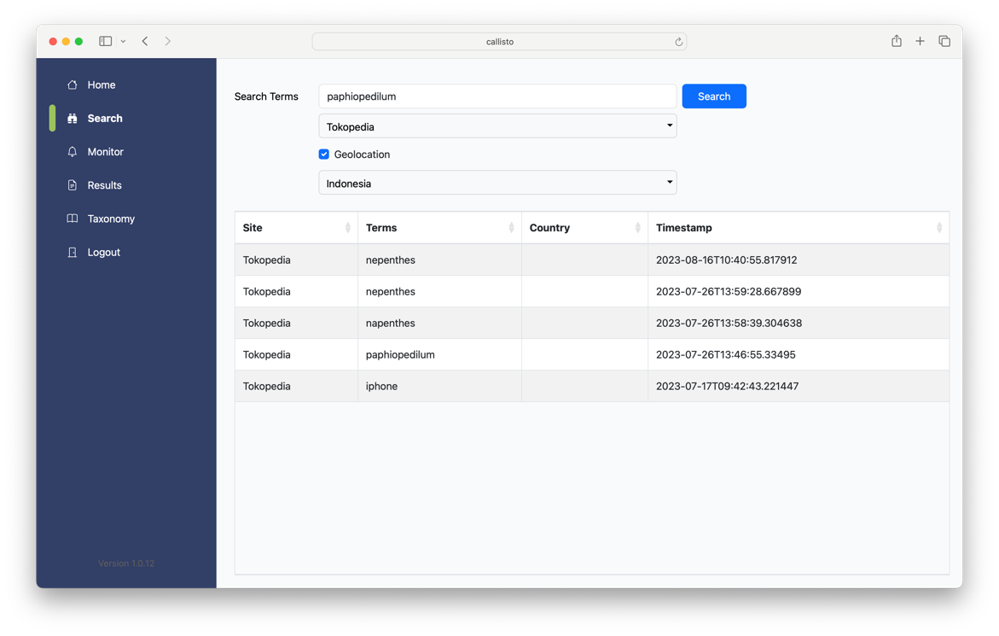 callisto
Home
Search
Monitor
Results
Taxonomy
Logout
Version 1.0.12
Search Terms paphiopedilum Search
Tokopedia
Geolocation
Indonesia
Site Terms Country Timestamp
Tokopedia nepenthes 2023-08-16T10:40:55.817912
Tokopedia nepenthes 2023-07-26T13:59:28.667899
Tokopedia napenthes 2023-07-26T13:58:39.304638
Tokopedia paphiopedilum 2023-07-26T13:46:55.33495
Tokopedia iphone 2023-07-17T09:42:43.221447